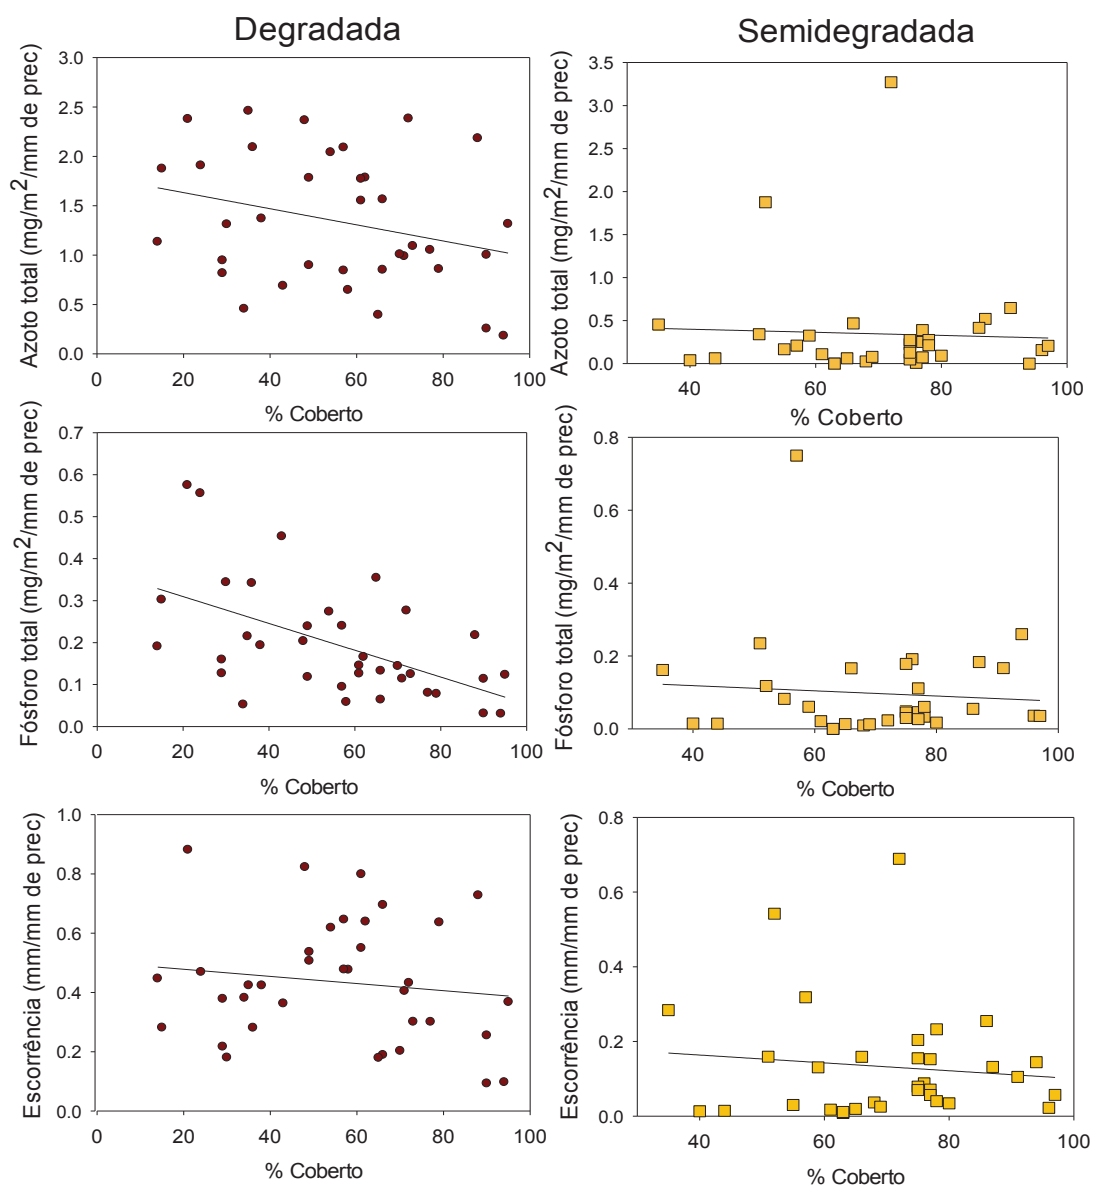 Degradada
Semidegradada
Azoto total (mg/m²/mm de prec)
3.0
2.5
2.0
1.5
1.0
0.5
0.0
0 20 40 60 80 100
% Coberto
Azoto total (mg/m²/mm de prec)
3.5
3.0
2.5
2.0
1.5
1.0
0.5
0.0
40 60 80 100
% Coberto
Fósforo total (mg/m²/mm de prec)
0.7
0.6
0.5
0.4
0.3
0.2
0.1
0.0
0 20 40 60 80 100
% Coberto
Fósforo total (mg/m²/mm de prec)
0.8
0.6
0.4
0.2
0.0
40 60 80 100
% Coberto
Escorrência (mm/mm de prec)
1.0
0.8
0.6
0.4
0.2
0.0
0 20 40 60 80 100
% Coberto
Escorrência (mm/mm de prec)
0.8
0.6
0.4
0.2
0.0
40 60 80 100
% Coberto